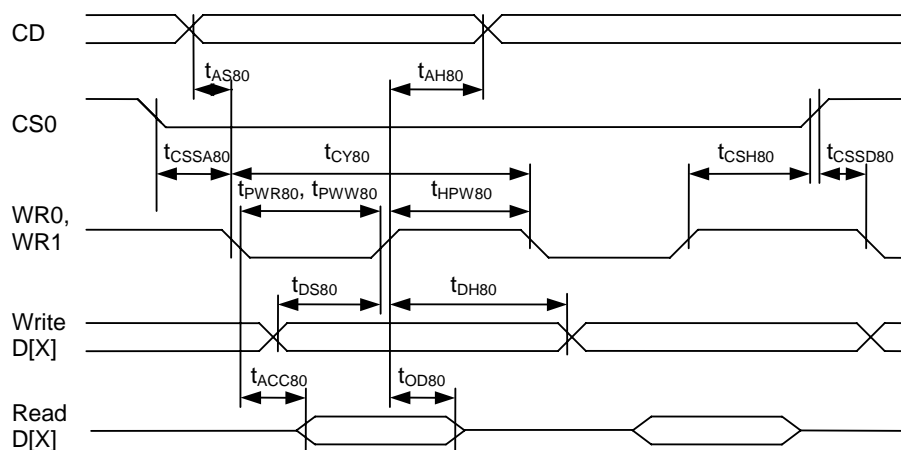 CD
tAS80 tAH80
CS0
tCSSA80 tCY80 tCSH80 tCSSD80
tPWR80, tPWW80 tHPW80
WR0,
WR1
tDS80 tDH80
Write
D[X]
tACC80 tOD80
Read
D[X]